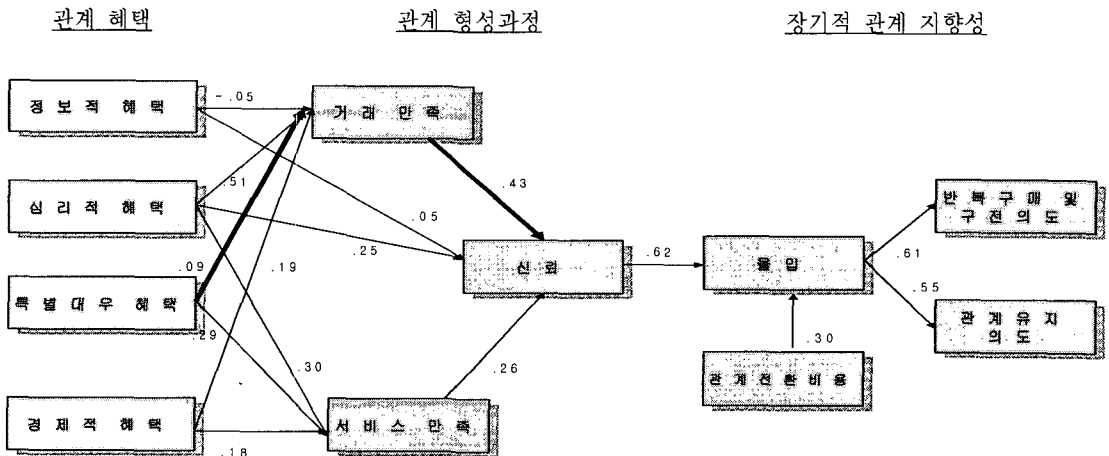 관계 혜택
관계 형성과정
장기적 관계 지향성
정보적 혜택
-.05
거래 만족
.51
.43
심리적 혜택
.05
.25
반복구매 및
구전의도
.09
.19
신뢰
.62
몰입
.61
특별대우 혜택
.29
.55
관계유지
의도
.30
.30
.26
관계전환비용
경제적 혜택
서비스 만족
.18